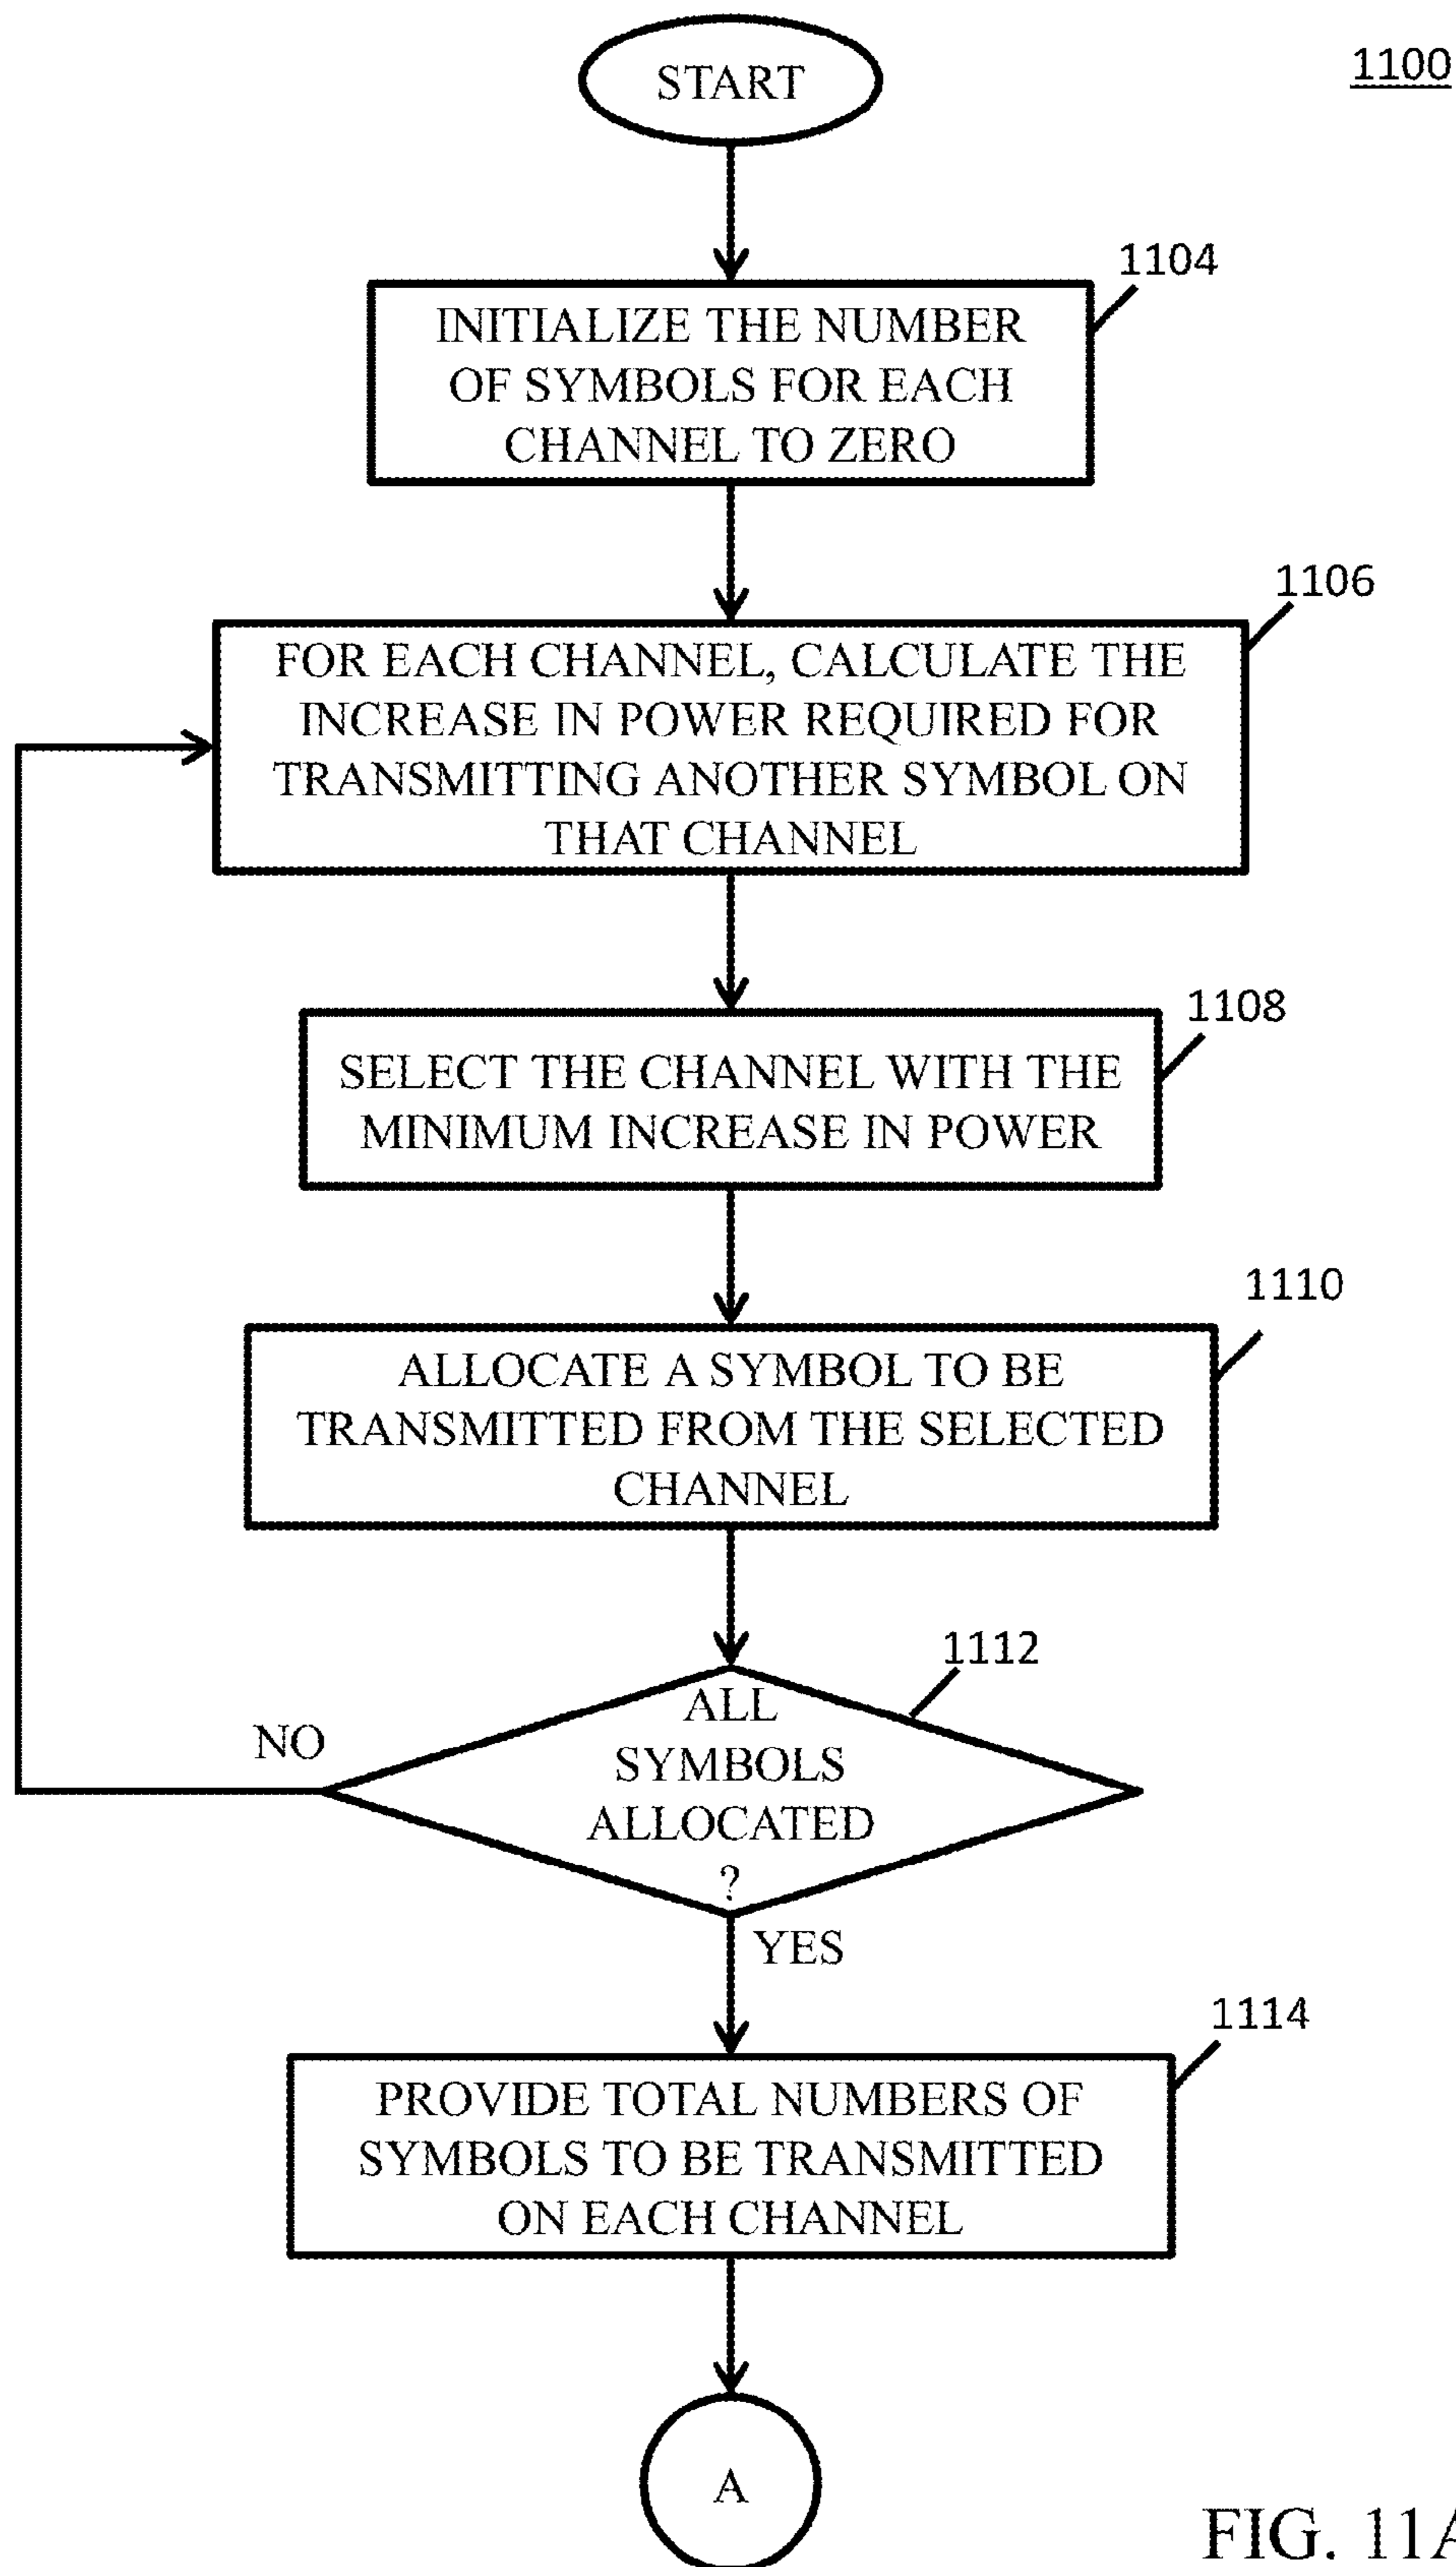 START
1100
1104
INITIALIZE THE NUMBER
OF SYMBOLS FOR EACH
CHANNEL TO ZERO
1106
FOR EACH CHANNEL, CALCULATE THE
INCREASE IN POWER REQUIRED FOR
TRANSMITTING ANOTHER SYMBOL ON
THAT CHANNEL
1108
SELECT THE CHANNEL WITH THE
MINIMUM INCREASE IN POWER
1110
ALLOCATE A SYMBOL TO BE
TRANSMITTED FROM THE SELECTED
CHANNEL
1112
ALL
SYMBOLS
ALLOCATED
?
NO
YES
1114
PROVIDE TOTAL NUMBERS OF
SYMBOLS TO BE TRANSMITTED
ON EACH CHANNEL
A
FIG. 11A